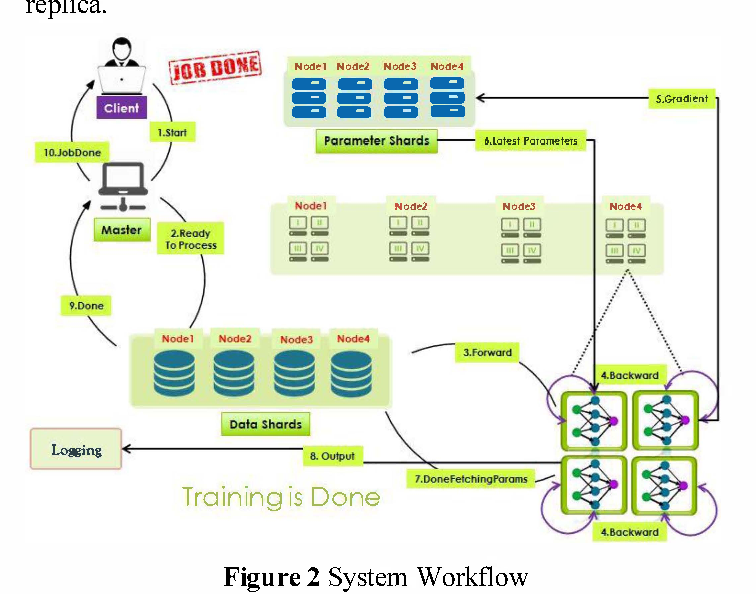 replica.
JOB DONE
Node1 Node2 Node3 Node4
Client
5.Gradient
1.Start
Parameter Shards
6.Latest Parameters
10.JobDone
Node1 Node2 Node3 Node4
I II I II I II I II
Master
2.Ready
To Process
III IV III IV III IV III IV
9.Done
Node1 Node2 Node3 Node4
3.Forward
4.Backward
Data Shards
Logging
8. Output
7.DoneFetchingParams
Training is Done
4.Backward
Figure 2 System Workflow